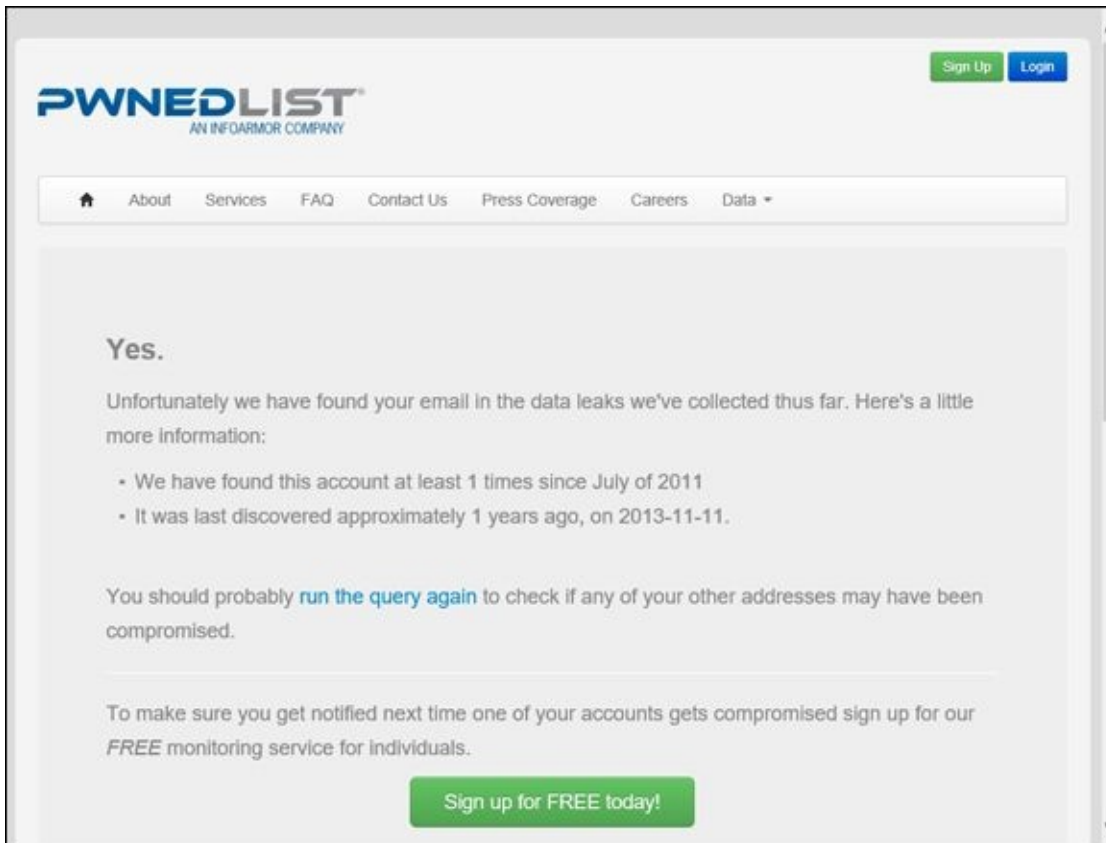 Sign Up Login
PWNEDLIST®
AN INFOARMOR COMPANY
About Services FAQ Contact Us Press Coverage Careers Data
Yes.
Unfortunately we have found your email in the data leaks we've collected thus far. Here's a little
more information:
• We have found this account at least 1 times since July of 2011
• It was last discovered approximately 1 years ago, on 2013-11-11.
You should probably run the query again to check if any of your other addresses may have been
compromised.
To make sure you get notified next time one of your accounts gets compromised sign up for our
FREE monitoring service for individuals.
Sign up for FREE today!